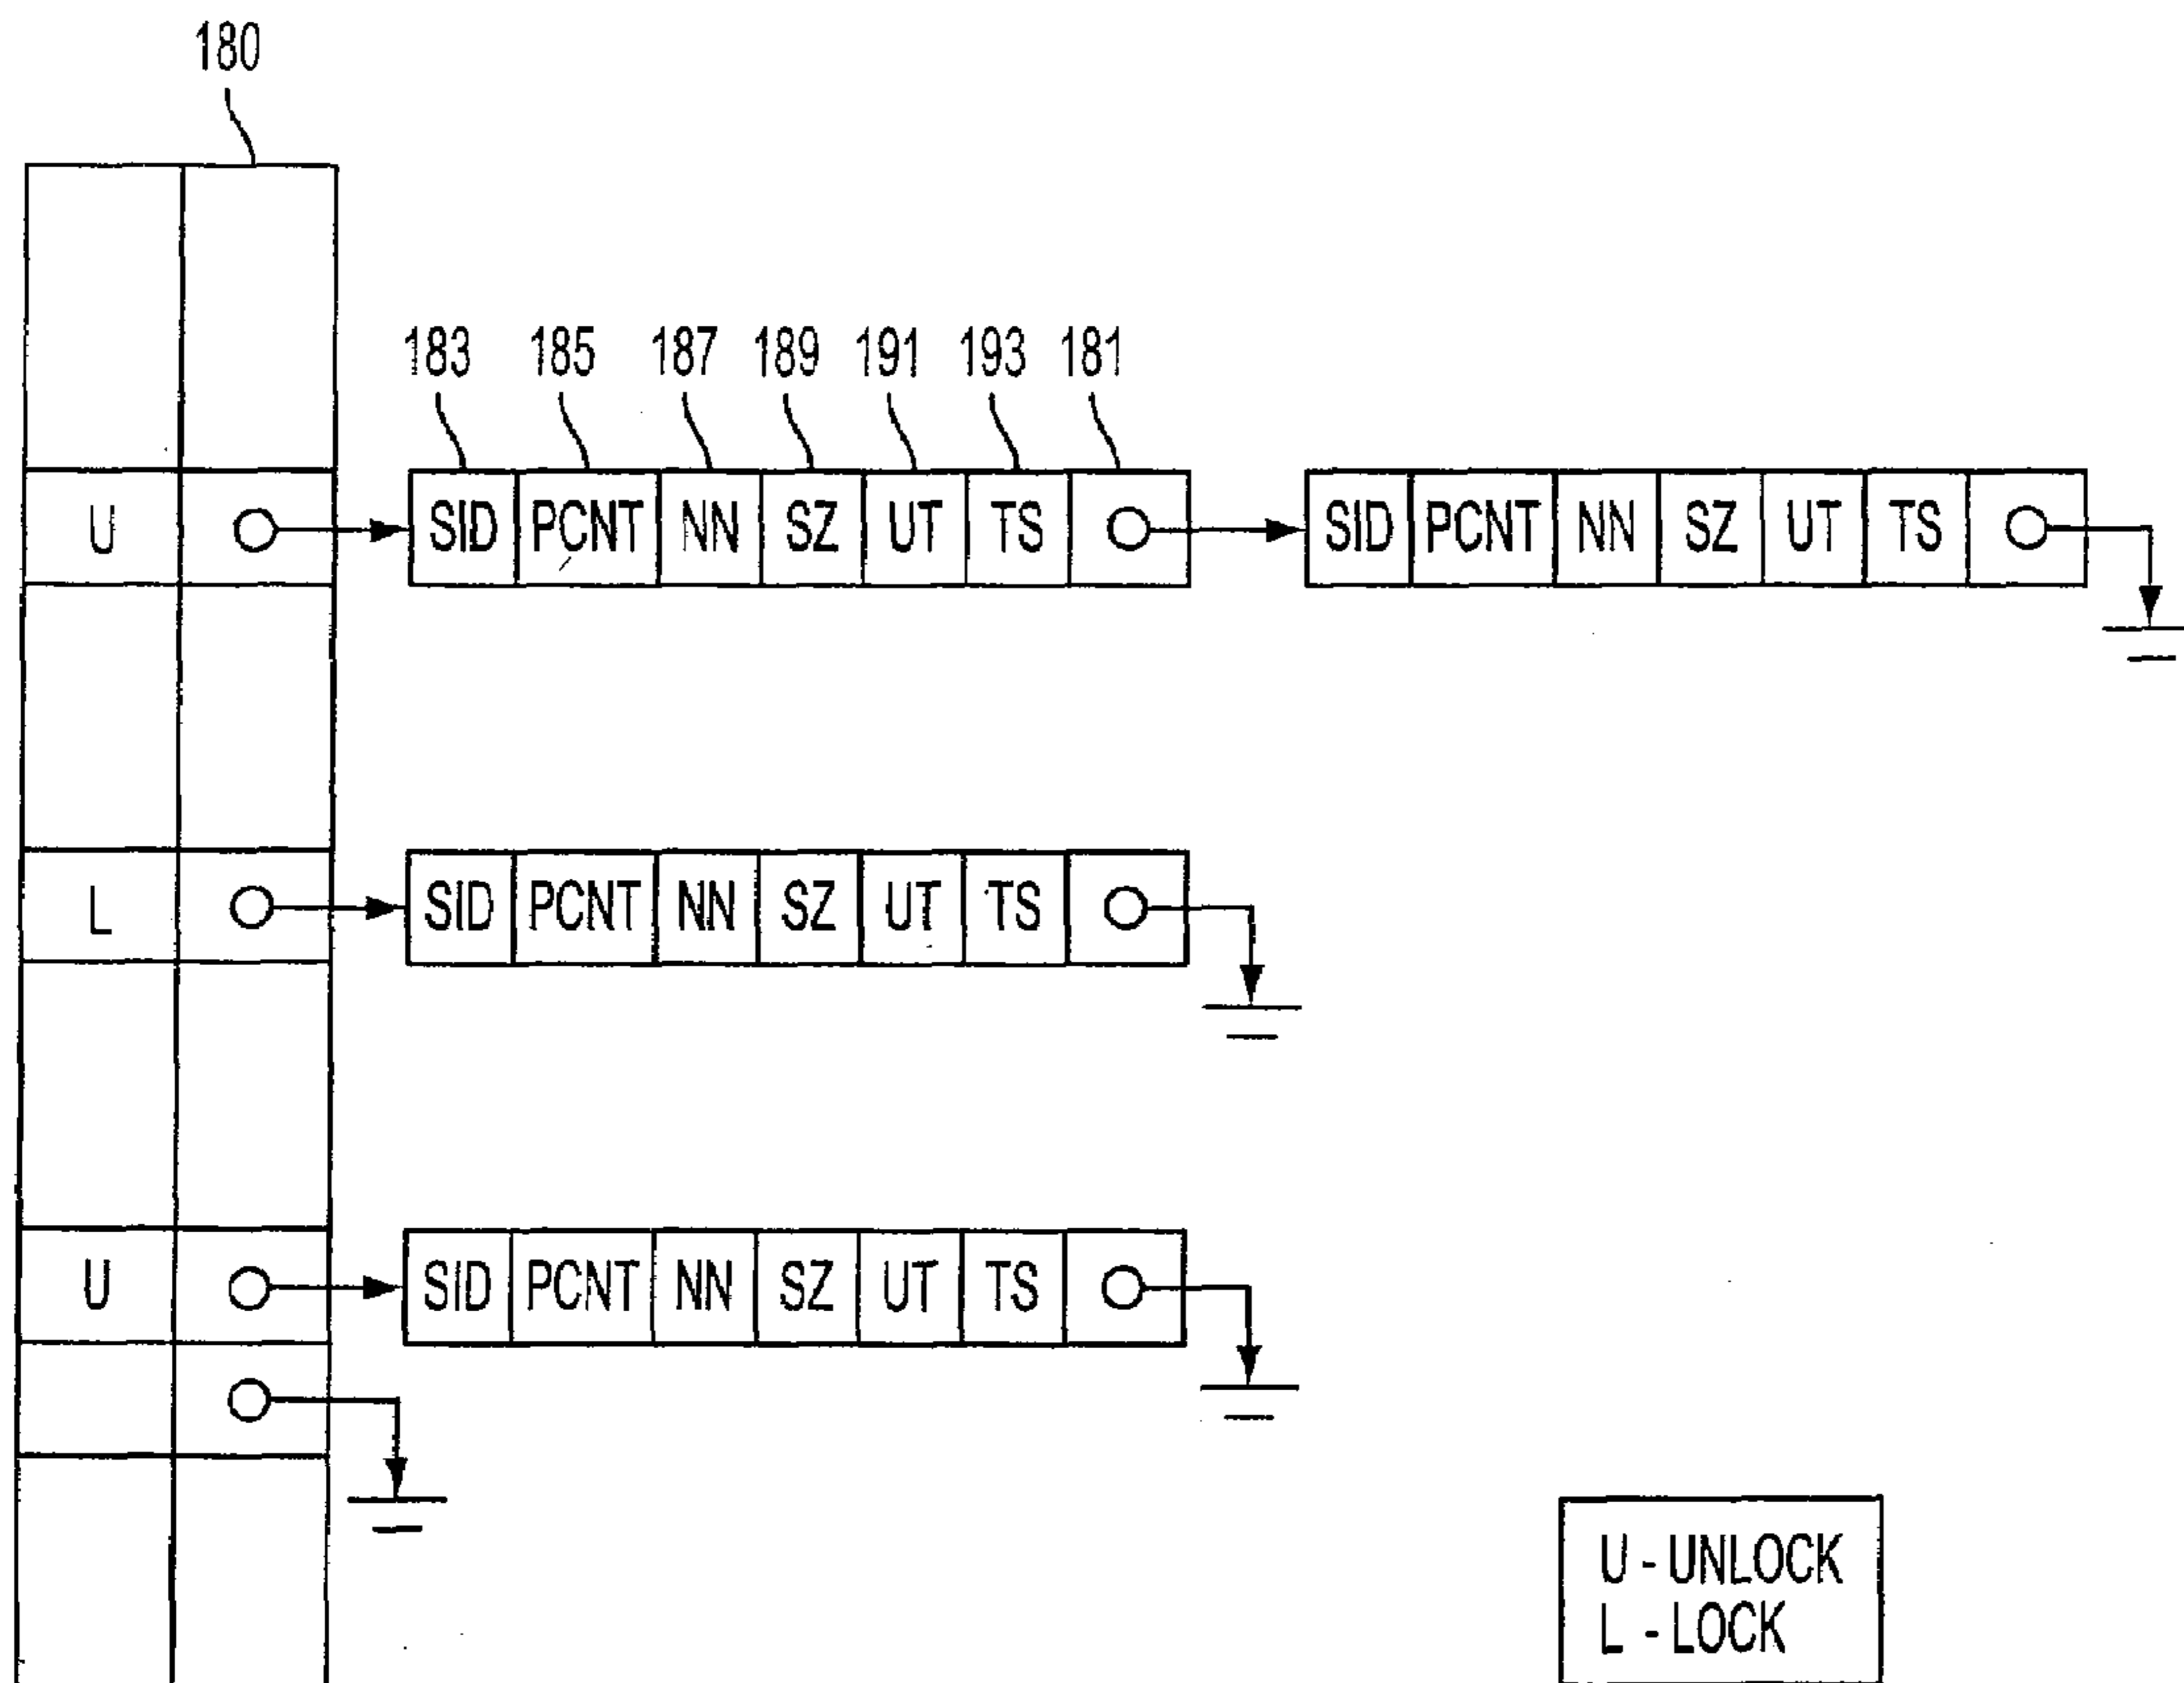 180
183 185 187 189 191 193 181
U SID PCNT NN SZ UT TS SID PCNT NN SZ UT TS
L SID PCNT NN SZ UT TS
U SID PCNT NN SZ UT TS
U - UNLOCK
L - LOCK